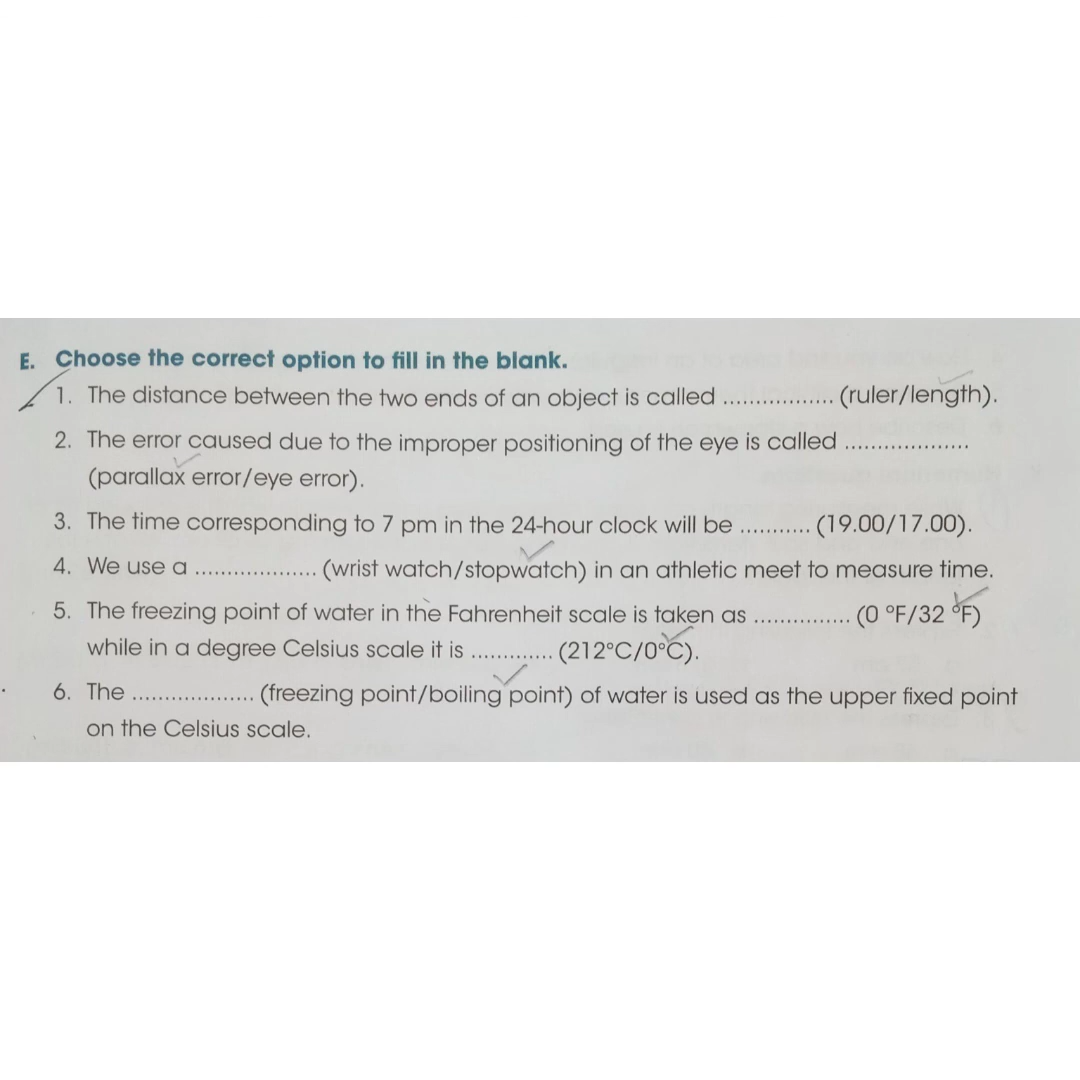 E. Choose the correct option to fill in the blank.
1. The distance between the two ends of an object is called ................. (ruler/length).
2. The error caused due to the improper positioning of the eye is called ...................
(parallax error/eye error).
3. The time corresponding to 7 pm in the 24-hour clock will be .......... (19.00/17.00).
4. We use a .................. (wrist watch/stopwatch) in an athletic meet to measure time.
5. The freezing point of water in the Fahrenheit scale is taken as .............. (0 °F/32 °F)
while in a degree Celsius scale it is ............ (212°C/0°C).
6. The .................. (freezing point/boiling point) of water is used as the upper fixed point
on the Celsius scale.